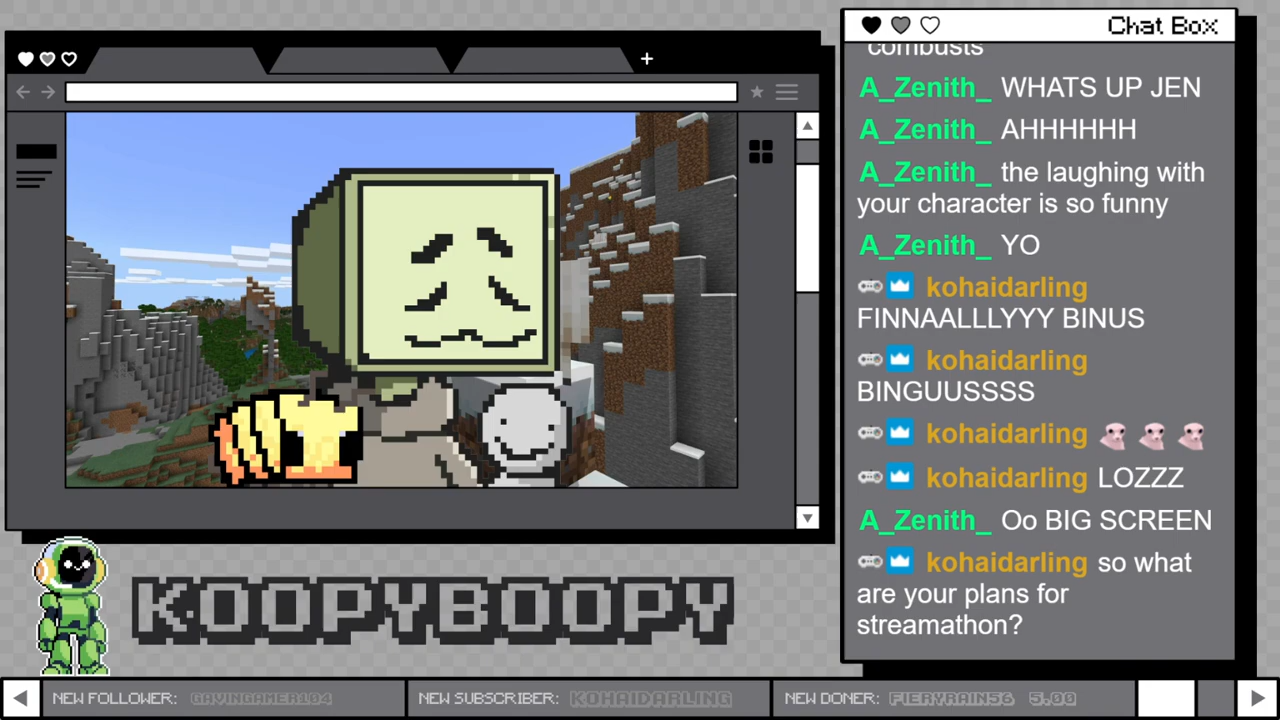 Chat Box
combusts
A_Zenith_ WHATS UP JEN
A_Zenith_ AHHHHHH
A_Zenith_ the laughing with
your character is so funny
A_Zenith_ YO
kohaidarling
FINNAALLLYYY BINUS
kohaidarling
BINGUUSSSS
kohaidarling
kohaidarling LOZZZ
A_Zenith_ Oo BIG SCREEN
kohaidarling so what
are your plans for
streamathon?
KOOPYBOOPY
NEW FOLLOWER: GAVINGAMER104
NEW SUBSCRIBER: KOHAIDARLING
NEW DONER: FIERYRAIN56 5.00